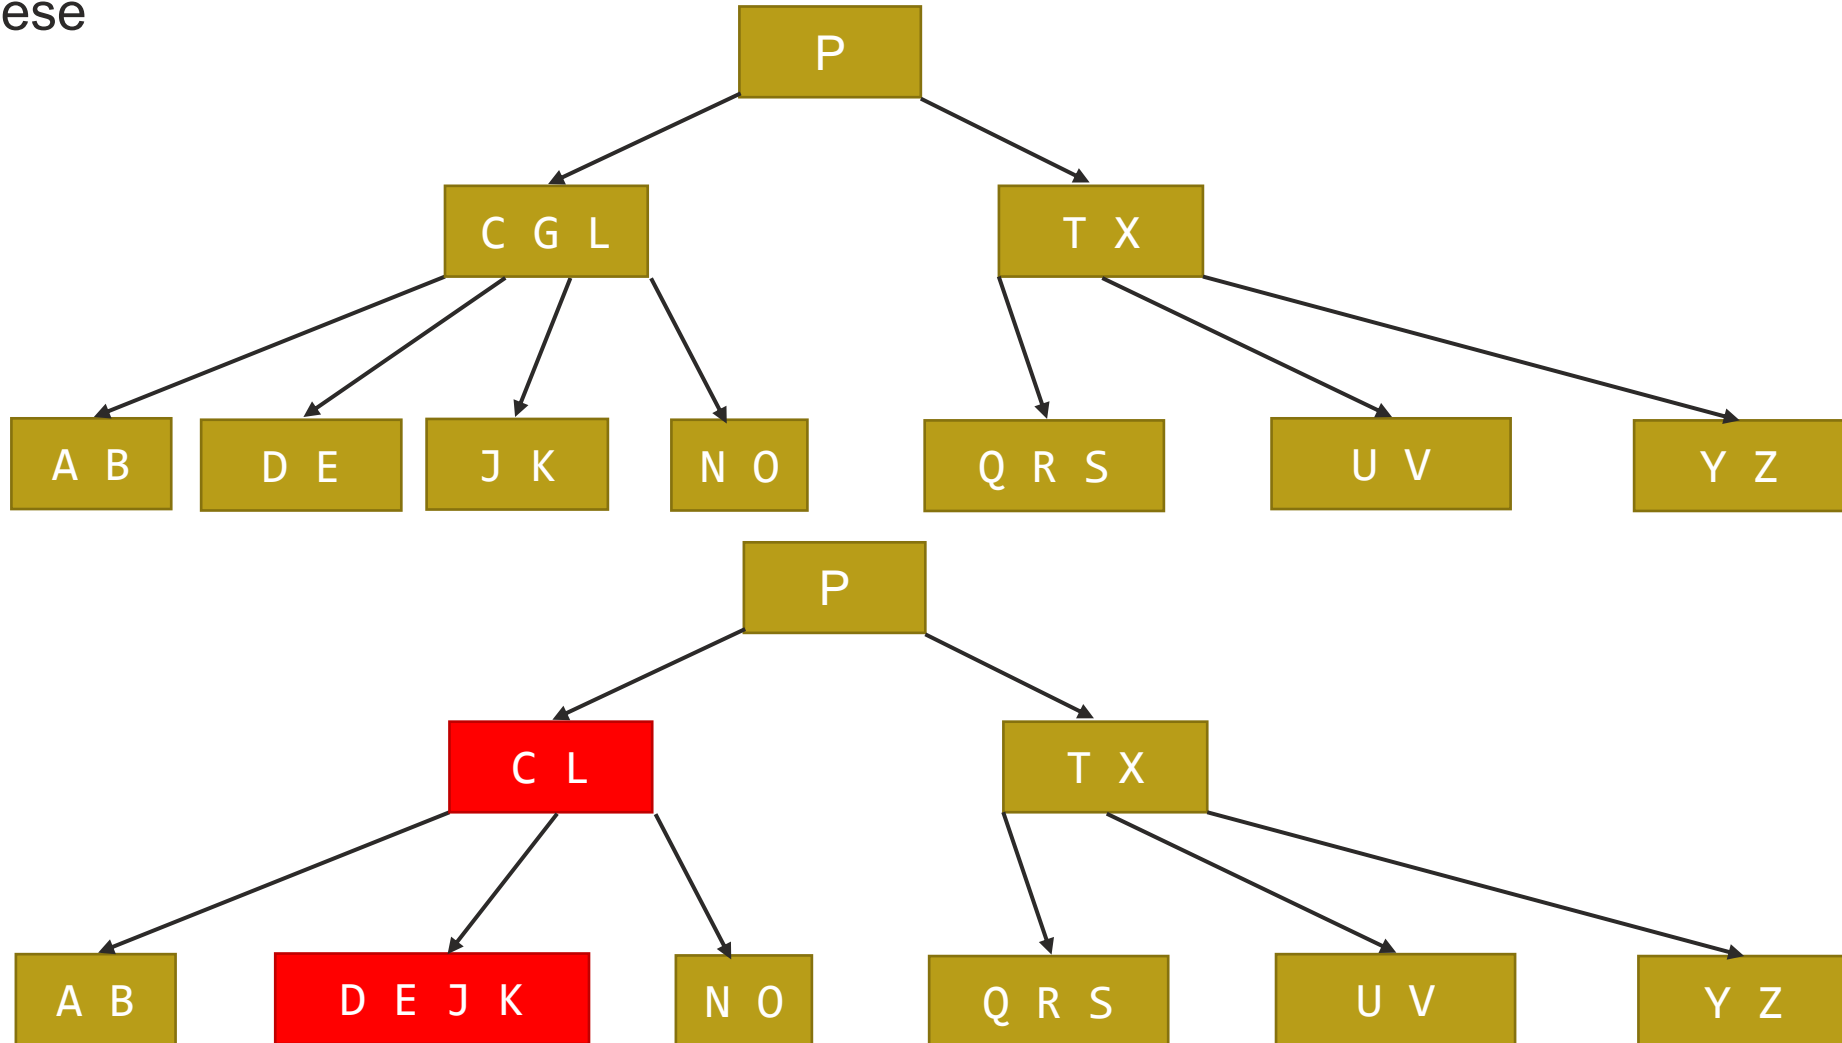 ese
P
C G L T X
A B D E J K N O Q R S U V Y Z
P
C L T X
A B D E J K N O Q R S U V Y Z